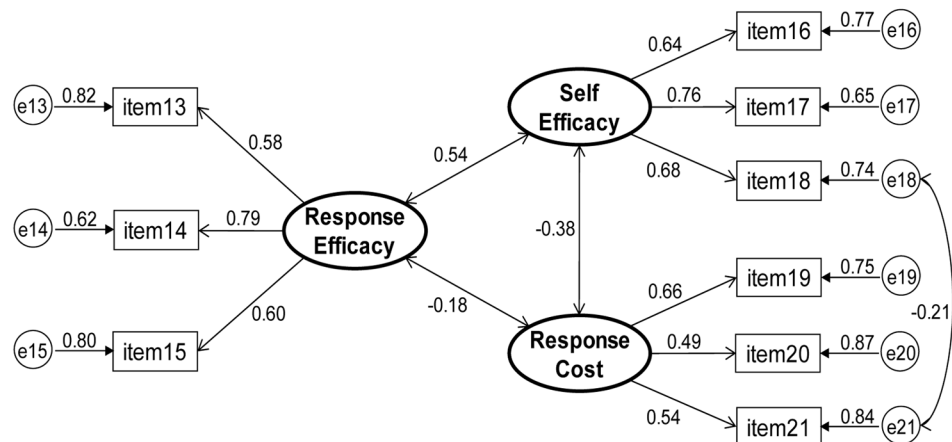 0.77
item16
e16
0.64
Self
Efficacy
0.82
e13
item13
0.76
item17
0.65
e17
0.58
0.54
0.68
item18
0.74
e18
0.62
e14
item14
0.79
Response
Efficacy
-0.38
0.75
item19
e19
0.66
-0.18
-0.21
0.60
0.80
e15
item15
Response
Cost
0.49
item20
0.87
e20
0.54
item21
0.84
e21